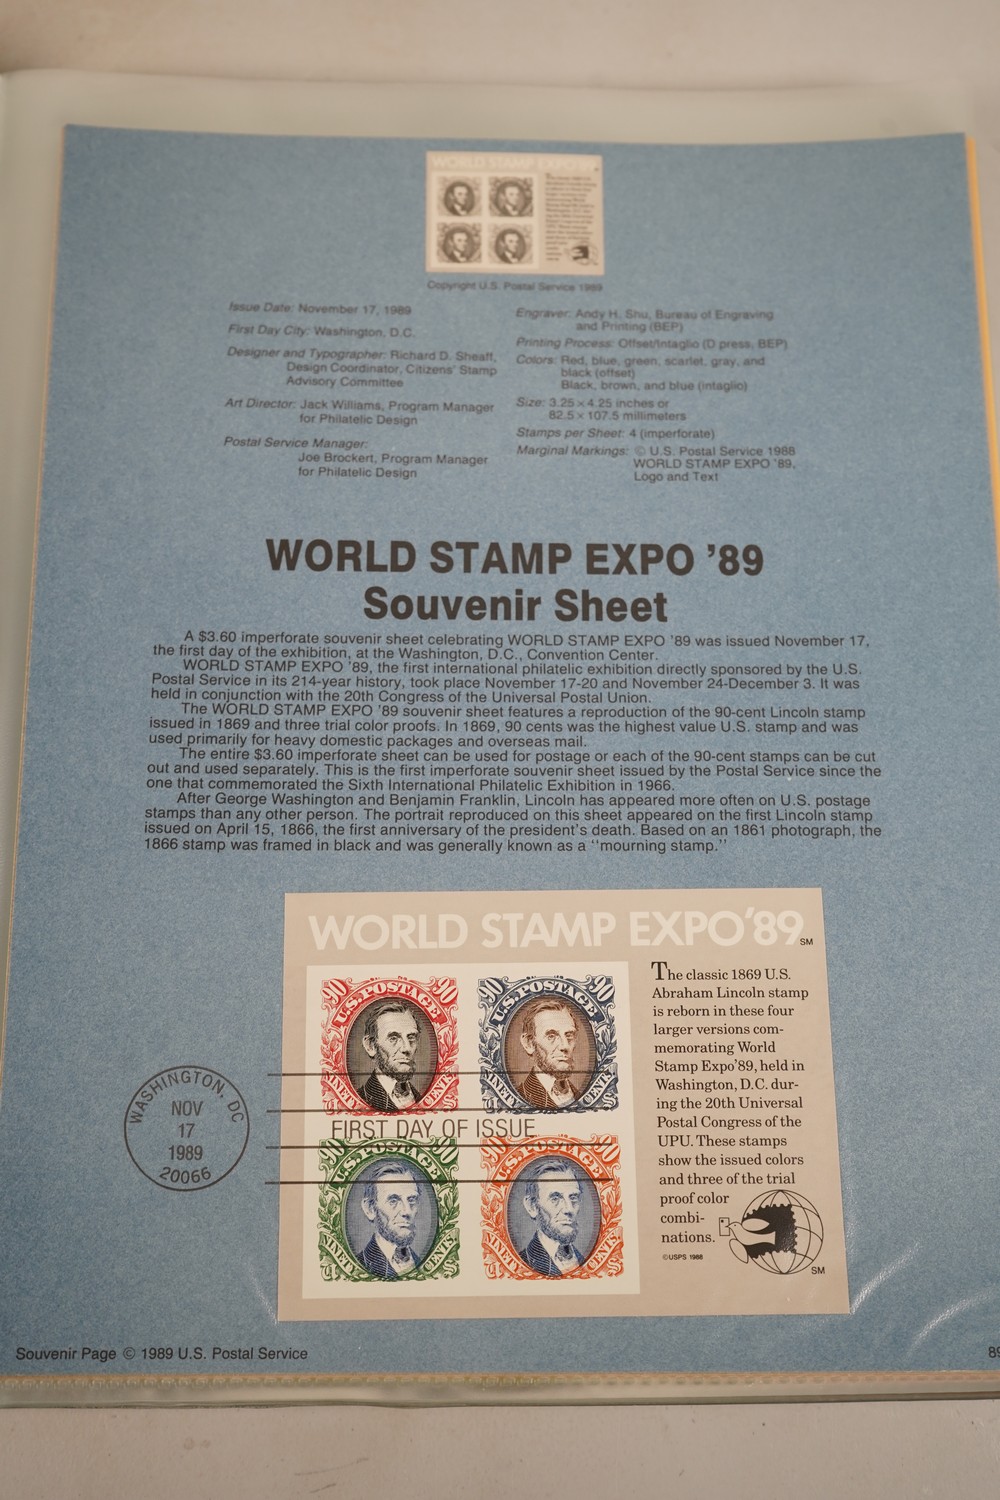 WORLD STAMP EXPO '89
Copyright U.S. Postal Service 1989
Issue Date: November 17, 1989
First Day City: Washington, D.C.
Designer and Typographer: Richard D. Sheaff,
Design Coordinator, Citizens' Stamp
Advisory Committee
Art Director: Jack Williams, Program Manager
for Philatelic Design
Postal Service Manager:
Joe Brockert, Program Manager
for Philatelic Design
Engraver: Andy H. Shu, Bureau of Engraving
and Printing (BEP)
Printing Process: Offset/Intaglio (D press, BEP)
Colors: Red, blue, green, scarlet, gray, and
black (offset)
Black, brown, and blue (intaglio)
Size: 3.25 × 4.25 inches or
82.5 × 107.5 millimeters
Stamps per Sheet: 4 (imperforate)
Marginal Markings: © U.S. Postal Service 1988
WORLD STAMP EXPO '89,
Logo and Text
WORLD STAMP EXPO '89
Souvenir Sheet
A $3.60 imperforate souvenir sheet celebrating WORLD STAMP EXPO '89 was issued November 17,
the first day of the exhibition, at the Washington, D.C., Convention Center.
WORLD STAMP EXPO '89, the first international philatelic exhibition directly sponsored by the U.S.
Postal Service in its 214-year history, took place November 17-20 and November 24-December 3. It was
held in conjunction with the 20th Congress of the Universal Postal Union.
The WORLD STAMP EXPO '89 souvenir sheet features a reproduction of the 90-cent Lincoln stamp
issued in 1869 and three trial color proofs. In 1869, 90 cents was the highest value U.S. stamp and was
used primarily for heavy domestic packages and overseas mail.
The entire $3.60 imperforate sheet can be used for postage or each of the 90-cent stamps can be cut
out and used separately. This is the first imperforate souvenir sheet issued by the Postal Service since the
one that commemorated the Sixth International Philatelic Exhibition in 1966.
After George Washington and Benjamin Franklin, Lincoln has appeared more often on U.S. postage
stamps than any other person. The portrait reproduced on this sheet appeared on the first Lincoln stamp
issued on April 15, 1866, the first anniversary of the president's death. Based on an 1861 photograph, the
1866 stamp was framed in black and was generally known as a "mourning stamp."
WORLD STAMP EXPO'89 SM
90 U.S. POSTAGE 90
NINETY CENTS
U S
90 U.S. POSTAGE 90
NINETY CENTS
U S
90 U.S. POSTAGE 90
NINETY CENTS
U S
90 U.S. POSTAGE 90
NINETY CENTS
U S
The classic 1869 U.S.
Abraham Lincoln stamp
is reborn in these four
larger versions com-
memorating World
Stamp Expo'89, held in
Washington, D.C. dur-
ing the 20th Universal
Postal Congress of the
UPU. These stamps
show the issued colors
and three of the trial
proof color
combi-
nations.
©USPS 1988
SM
WASHINGTON, DC
NOV
17
1989
20066
FIRST DAY OF ISSUE
Souvenir Page © 1989 U.S. Postal Service
89